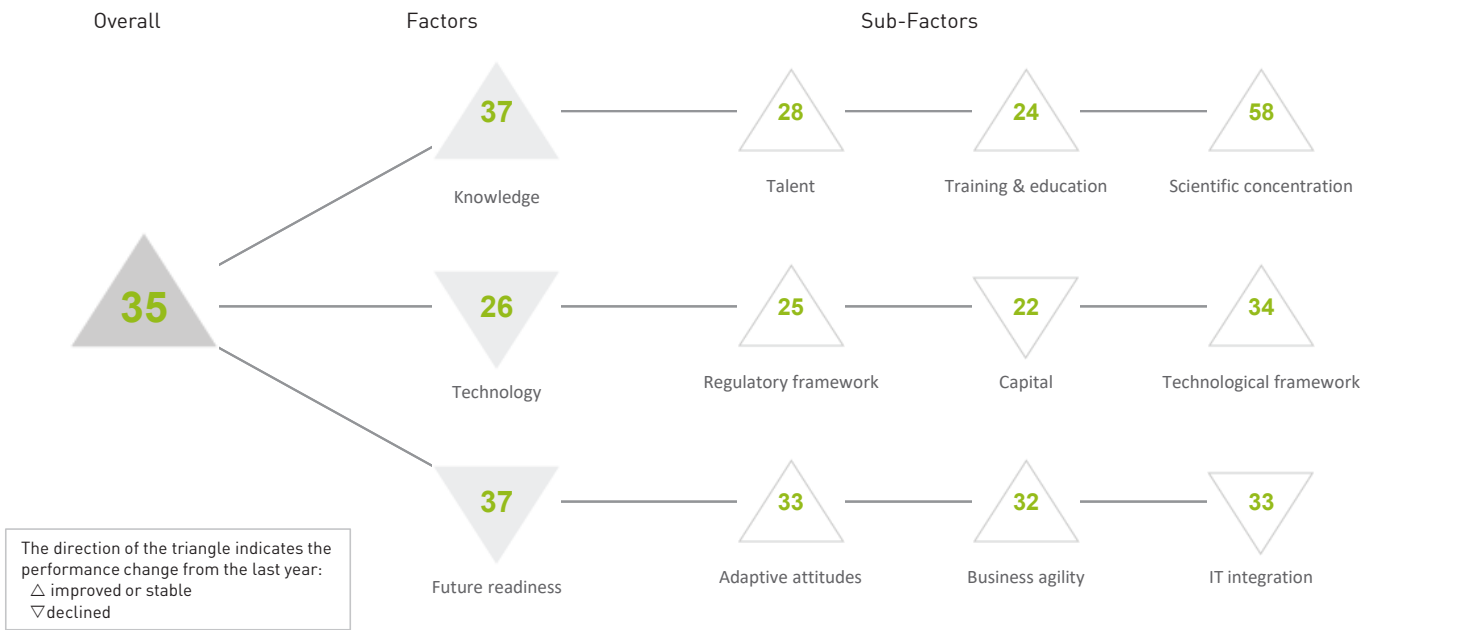 Overall
Factors
Sub-Factors
37
28
24
58
Knowledge
Talent
Training & education
Scientific concentration
35
26
25
22
34
Technology
Regulatory framework
Capital
Technological framework
37
33
32
33
Future readiness
Adaptive attitudes
Business agility
IT integration
The direction of the triangle indicates the
performance change from the last year:
△ improved or stable
▽declined